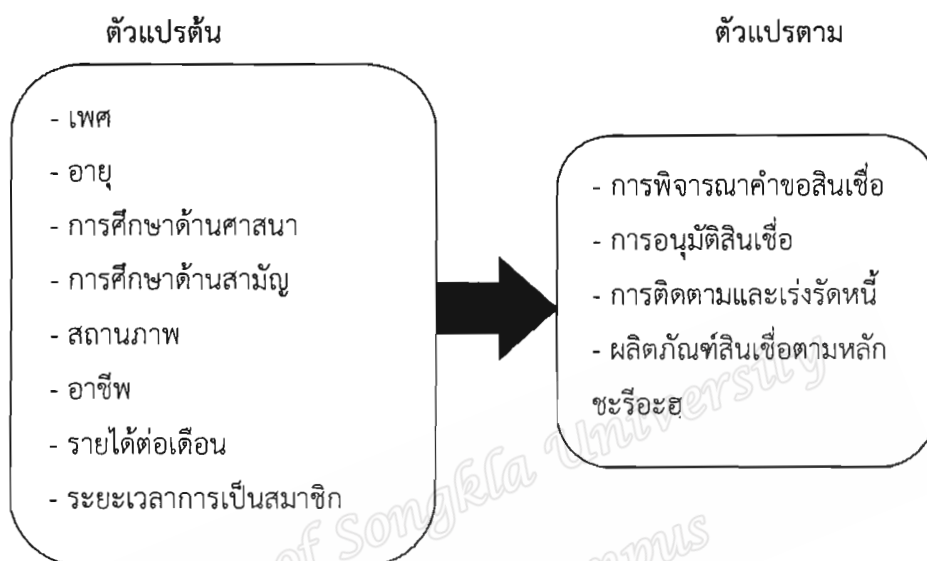 ตัวแปรต้น
- เพศ
- อายุ
- การศึกษาด้านศาสนา
- การศึกษาด้านสามัญ
- สถานภาพ
- อาชีพ
- รายได้ต่อเดือน
- ระยะเวลาการเป็นสมาชิก
ตัวแปรตาม
- การพิจารณาคำขอสินเชื่อ
- การอนุมัติสินเชื่อ
- การติดตามและเร่งรัดหนี้
- ผลิตภัณฑ์สินเชื่อตามหลัก
ชะรีอะฮฺ
of Songkla University